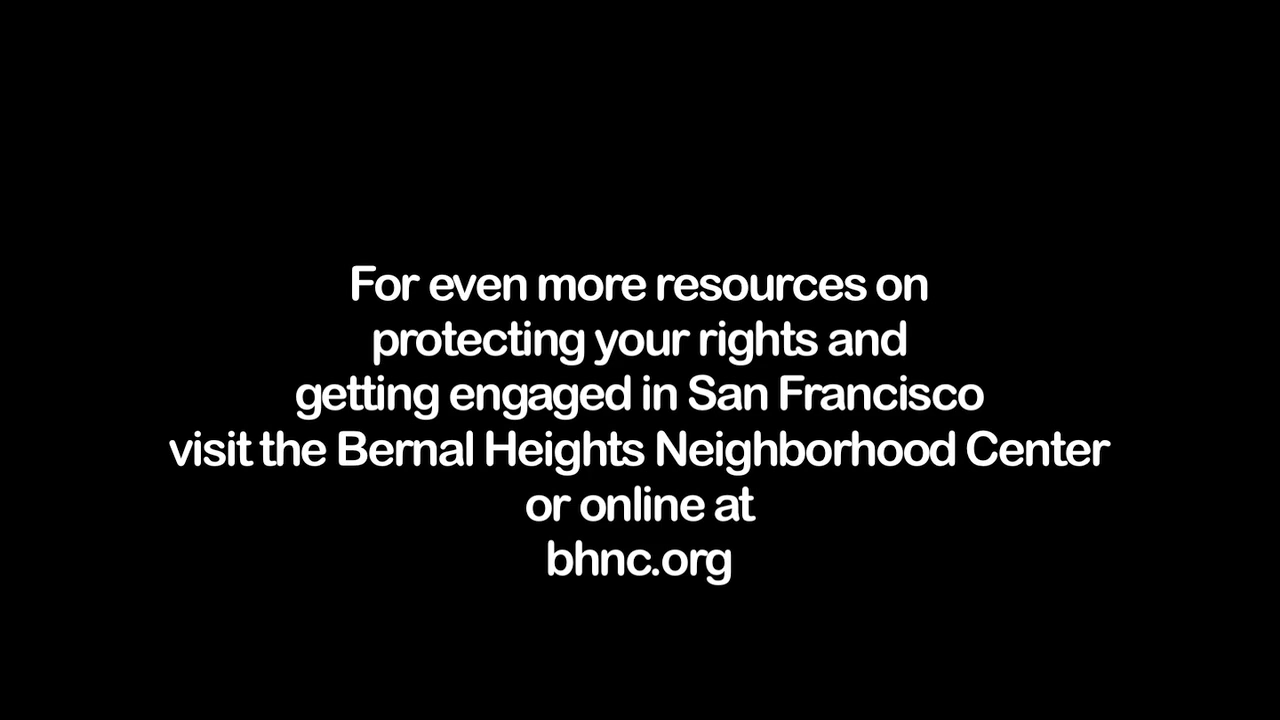 For even more resources on
protecting your rights and
getting engaged in San Francisco
visit the Bernal Heights Neighborhood Center
or online at
bhnc.org